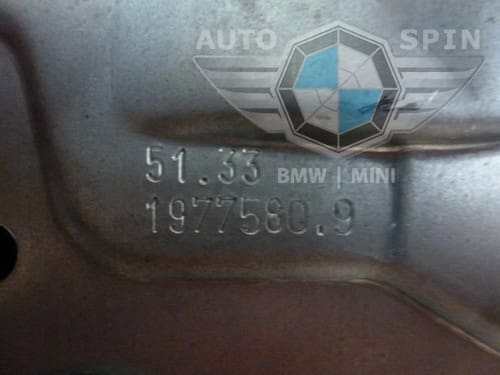 AUTO SPIN
BMW | MINI
51.33
1977580.9